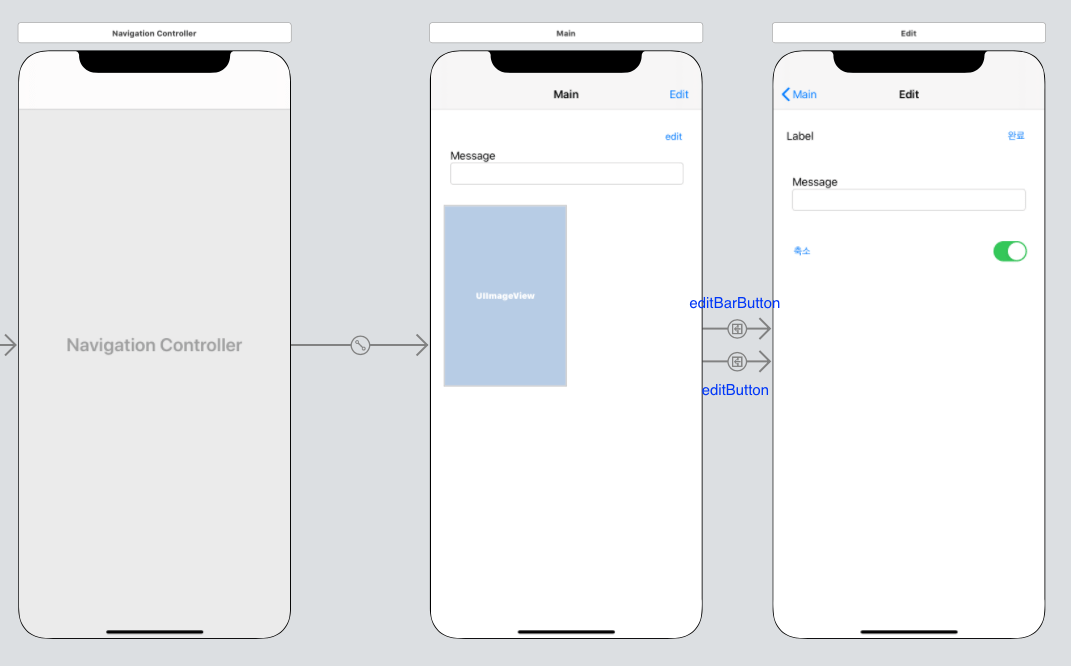 Navigation Controller
Main
Edit
Navigation Controller
Main
Edit
edit
Message
UIImageView
editBarButton
editButton
Main
Edit
Label
완료
Message
축소